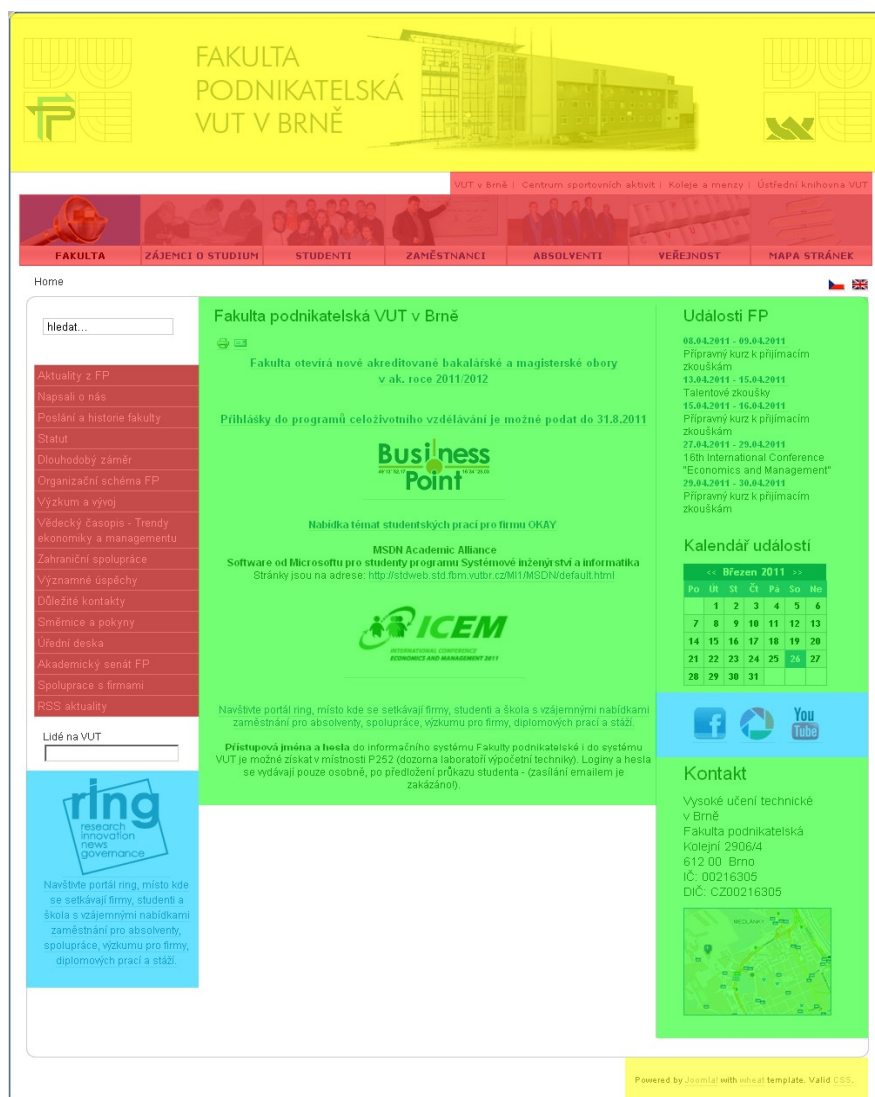 FAKULTA
PODNIKATELSKÁ
VUT V BRNĚ
VUT v Brně | Centrum sportovních aktivit | Koleje a menzy | Ústřední knihovna VUT
FAKULTA ZÁJEMCI O STUDIUM STUDENTI ZAMĚSTNANCI ABSOLVENTI VEŘEJNOST MAPA STRÁNEK
Home
hledat...
Aktuality z FP
Napsali o nás
Poslání a historie fakulty
Statut
Dlouhodobý záměr
Organizační schéma FP
Výzkum a vývoj
Vědecký časopis - Trendy
ekonomiky a managementu
Zahraniční spolupráce
Významné úspěchy
Důležité kontakty
Směrnice a pokyny
Úřední deska
Akademický senát FP
Spolupráce s firmami
RSS aktuality
Lidé na VUT
ring
research
innovation
news
governance
Navštivte portál ring, místo kde
se setkávají firmy, studenti a
škola s vzájemnými nabídkami
zaměstnání pro absolventy,
spolupráce, výzkumu pro firmy,
diplomových prací a stáží.
Fakulta podnikatelská VUT v Brně
Fakulta otevírá nově akreditované bakalářské a magisterské obory
v ak. roce 2011/2012
Přihlášky do programů celoživotního vzdělávání je možné podat do 31.8.2011
Business
Point
Nabídka témat studentských prací pro firmu OKAY
MSDN Academic Alliance
Software od Microsoftu pro studenty programu Systémové inženýrství a informatika
Stránky jsou na adrese: http://stdweb.std.fbm.vutbr.cz/MI1/MSDN/default.html
ICEM
INTERNATIONAL CONFERENCE
ECONOMICS AND MANAGEMENT 2011
Navštivte portál ring, místo kde se setkávají firmy, studenti a škola s vzájemnými nabídkami
zaměstnání pro absolventy, spolupráce, výzkumu pro firmy, diplomových prací a stáží.
Přístupová jména a hesla do informačního systému Fakulty podnikatelské i do systému
VUT je možné získat v místnosti P252 (dozorna laboratoří výpočetní techniky). Loginy a hesla
se vydávají pouze osobně, po předložení průkazu studenta - (zasílání emailem je
zakázáno!).
Události FP
08.04.2011 - 09.04.2011
Přípravný kurz k přijímacím
zkouškám
13.04.2011 - 15.04.2011
Talentové zkoušky
15.04.2011 - 16.04.2011
Přípravný kurz k přijímacím
zkouškám
27.04.2011 - 29.04.2011
16th International Conference
"Economics and Management"
29.04.2011 - 30.04.2011
Přípravný kurz k přijímacím
zkouškám
Kalendář událostí
<< Březen 2011 >>
Po Út St Čt Pá So Ne
1 2 3 4 5 6
7 8 9 10 11 12 13
14 15 16 17 18 19 20
21 22 23 24 25 26 27
28 29 30 31
You
Tube
Kontakt
Vysoké učení technické
v Brně
Fakulta podnikatelská
Kolejní 2906/4
612 00 Brno
IČ: 00216305
DIČ: CZ00216305
MEDLÁNKY
Powered by Joomla! with wheat template. Valid CSS.